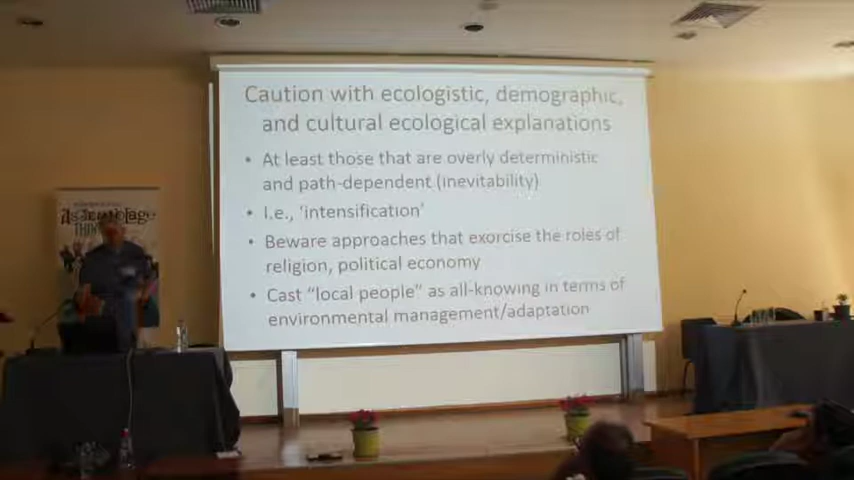 Caution with ecologistic, demographic,
and cultural ecological explanations
• At least those that are overly deterministic
and path-dependent (inevitability)
• I.e., ‘intensification’
• Beware approaches that exorcise the roles of
religion, political economy
• Cast “local people” as all-knowing in terms of
environmental management/adaptation
Assemblage